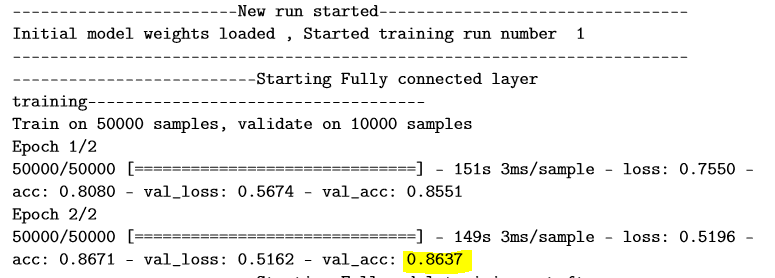 ------------------------New run started---------------------------------
Initial model weights loaded , Started training run number  1
------------------------------------------------------------------------
--------------------------Starting Fully connected layer
training------------------------------------
Train on 50000 samples, validate on 10000 samples
Epoch 1/2
50000/50000 [==============================] - 151s 3ms/sample - loss: 0.7550 -
acc: 0.8080 - val_loss: 0.5674 - val_acc: 0.8551
Epoch 2/2
50000/50000 [==============================] - 149s 3ms/sample - loss: 0.5196 -
acc: 0.8671 - val_loss: 0.5162 - val_acc: 0.8637